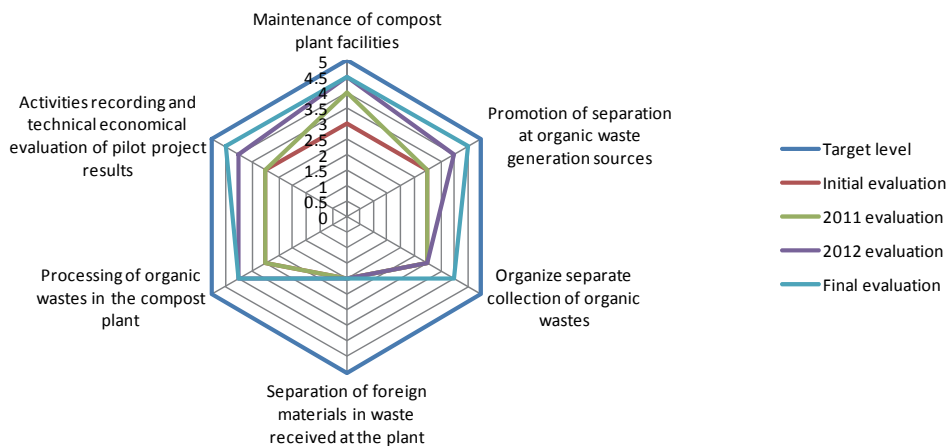 Maintenance of compost
plant facilities
5
4.5
4
3.5
3
2.5
2
1.5
1
0.5
0
Promotion of separation
at organic waste
generation sources
Organize separate
collection of organic
wastes
Separation of foreign
materials in waste
received at the plant
Processing of organic
wastes in the compost
plant
Activities recording and
technical economical
evaluation of pilot project
results
Target level
Initial evaluation
2011 evaluation
2012 evaluation
Final evaluation